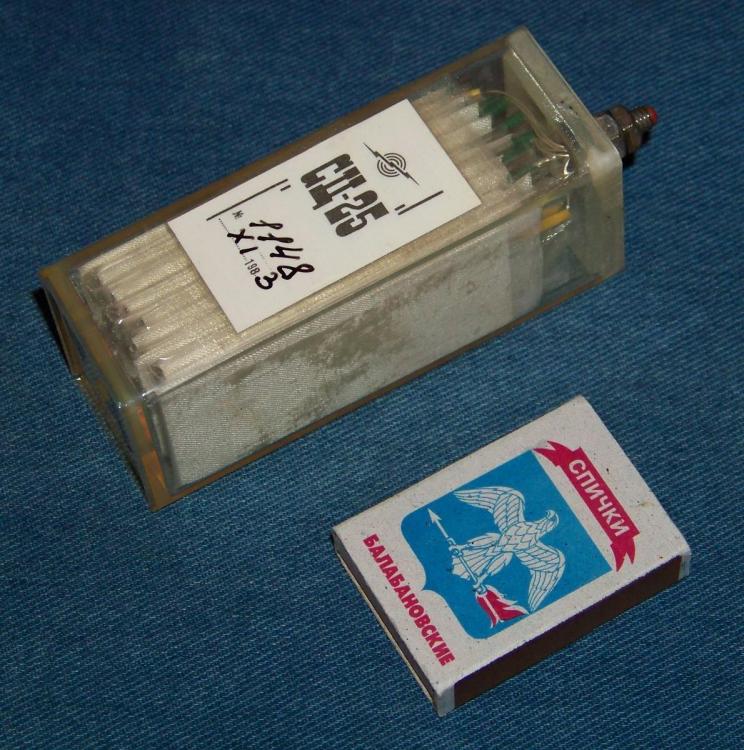 СЦ-25
№ 1148
XI 1983
СПИЧКИ
БАЛАБАНОВСКИЕ